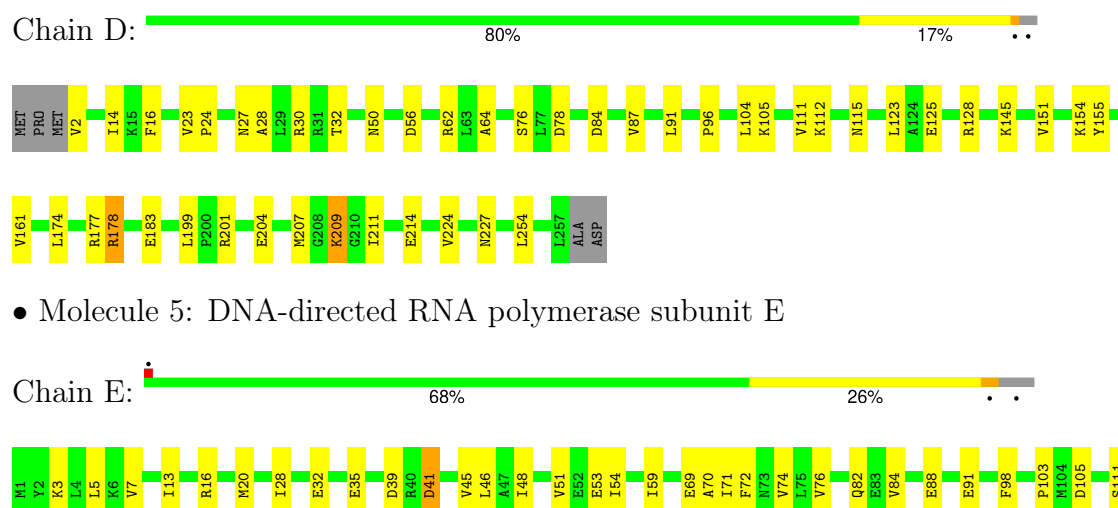 Chain D:
80% 17% • •
MET PRO MET V2 I14 K15 F16 V23 P24 N27 A28 L29 R30 R31 T32 N50 D56 R62 L63 A64 S76 L77 D78 D84 V87 L91 P96 L104 K105 V111 K112 N115 L123 A124 E125 R128 K145 V151 K154 Y155
V161 L174 R177 R178 E183 L199 P200 R201 E204 M207 G208 K209 G210 I211 E214 V224 N227 L254 L257 ALA ASP
• Molecule 5: DNA-directed RNA polymerase subunit E
•
Chain E:
68% 26% • •
M1 Y2 K3 L4 L5 K6 V7 I13 R16 M20 I28 E32 E35 D39 R40 D41 V45 L46 A47 I48 V51 E52 E53 I54 I59 E69 A70 I71 F72 N73 V74 L75 V76 Q82 E83 V84 E88 E91 F98 P103 M104 D105 S111